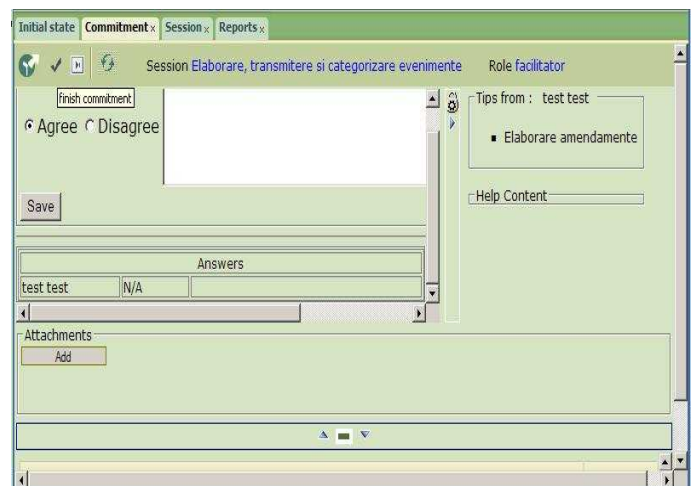 Initial state Commitment x Session x Reports x
Session Elaborare, transmitere si categorizare evenimente Role facilitator
finish commitment
Agree Disagree
Save
Answers
test test N/A
Tips from : test test
Elaborare amendamente
Help Content
Attachments
Add